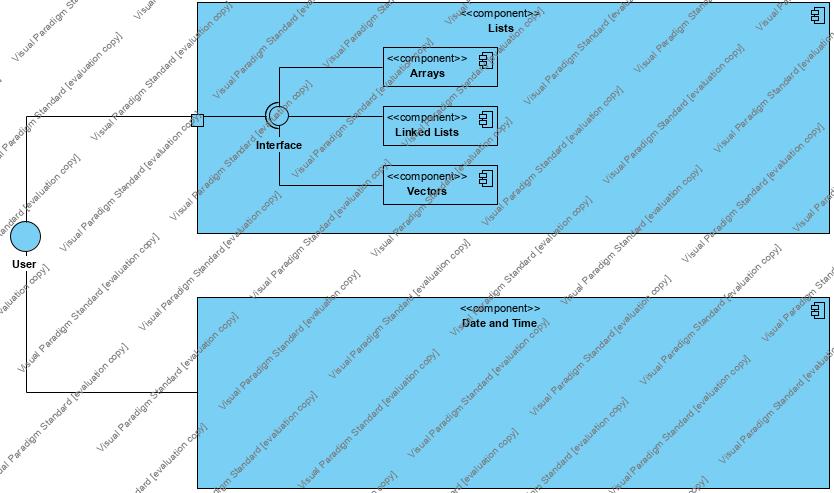 <<component>>
Lists
<<component>>
Arrays
<<component>>
Linked Lists
Interface
<<component>>
Vectors
User
<<component>>
Date and Time
Visual Paradigm Standard [evaluation copy]